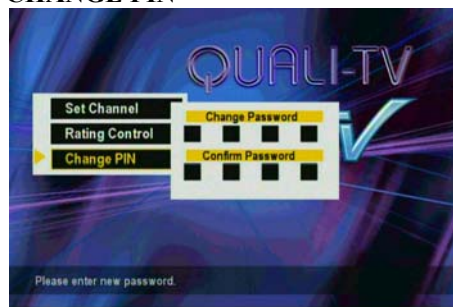 CHANGE PIN
QUALI-TV
Set Channel
Rating Control
Change PIN
Change Password
Confirm Password
Please enter new password.